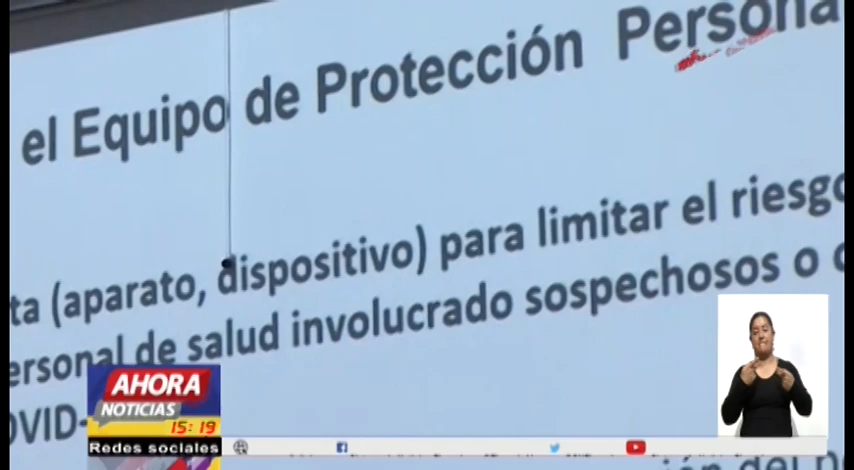 el Equipo de Protección Persona
ta (aparato, dispositivo) para limitar el riesgo
ersonal de salud involucrado sospechosos o
OVID-
AHORA
NOTICIAS
15:19
Redes sociales